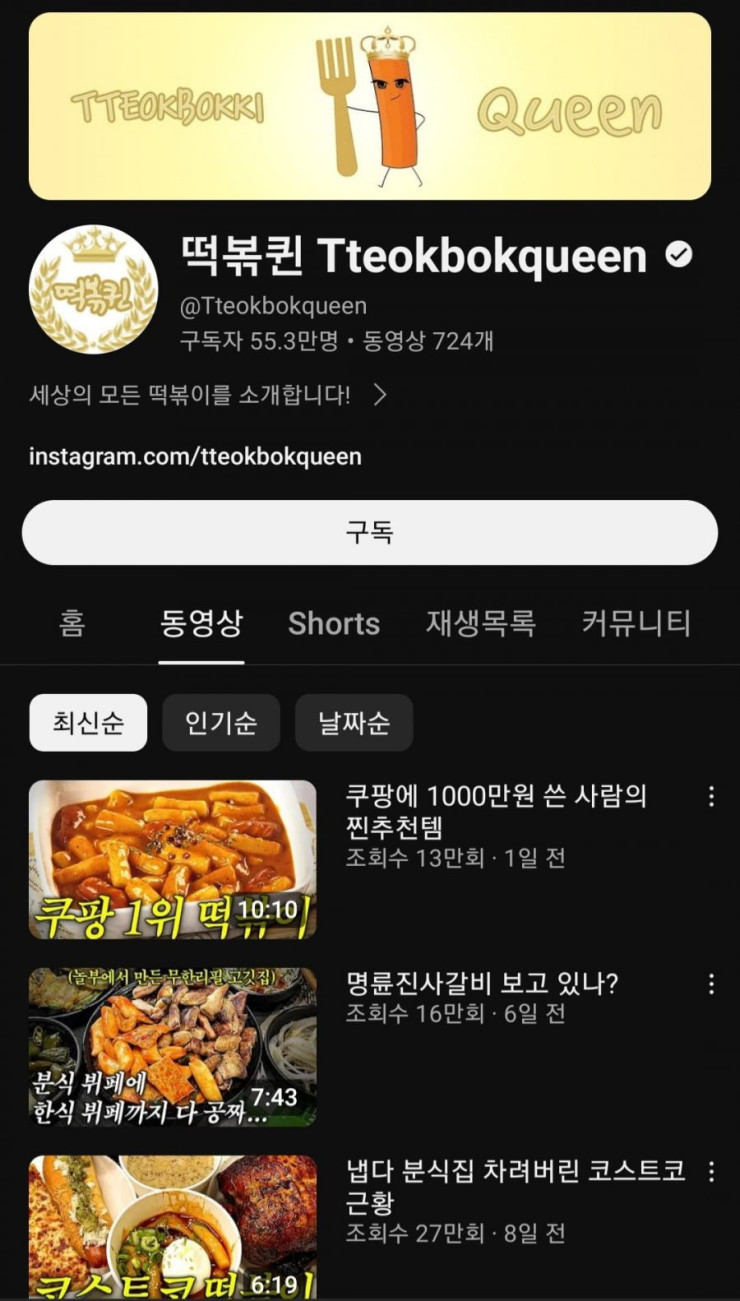 TTEOKBOKKI Queen
떡볶퀸
떡볶퀸 Tteokbokqueen
@Tteokbokqueen
구독자 55.3만명 • 동영상 724개
세상의 모든 떡볶이를 소개합니다!
instagram.com/tteokbokqueen
구독
홈 동영상 Shorts 재생목록 커뮤니티
최신순 인기순 날짜순
쿠팡에 1000만원 쓴 사람의
찐추천템
조회수 13만회 · 1일 전
쿠팡 1위 떡볶이
10:10
명륜진사갈비 보고 있나?
조회수 16만회 · 6일 전
(놀부에서 만든 무한리필 고깃집)
분식 뷔페에
한식 뷔페까지 다 공짜...
7:43
냅다 분식집 차려버린 코스트코
근황
조회수 27만회 · 8일 전
코스트코 떡볶이
6:19